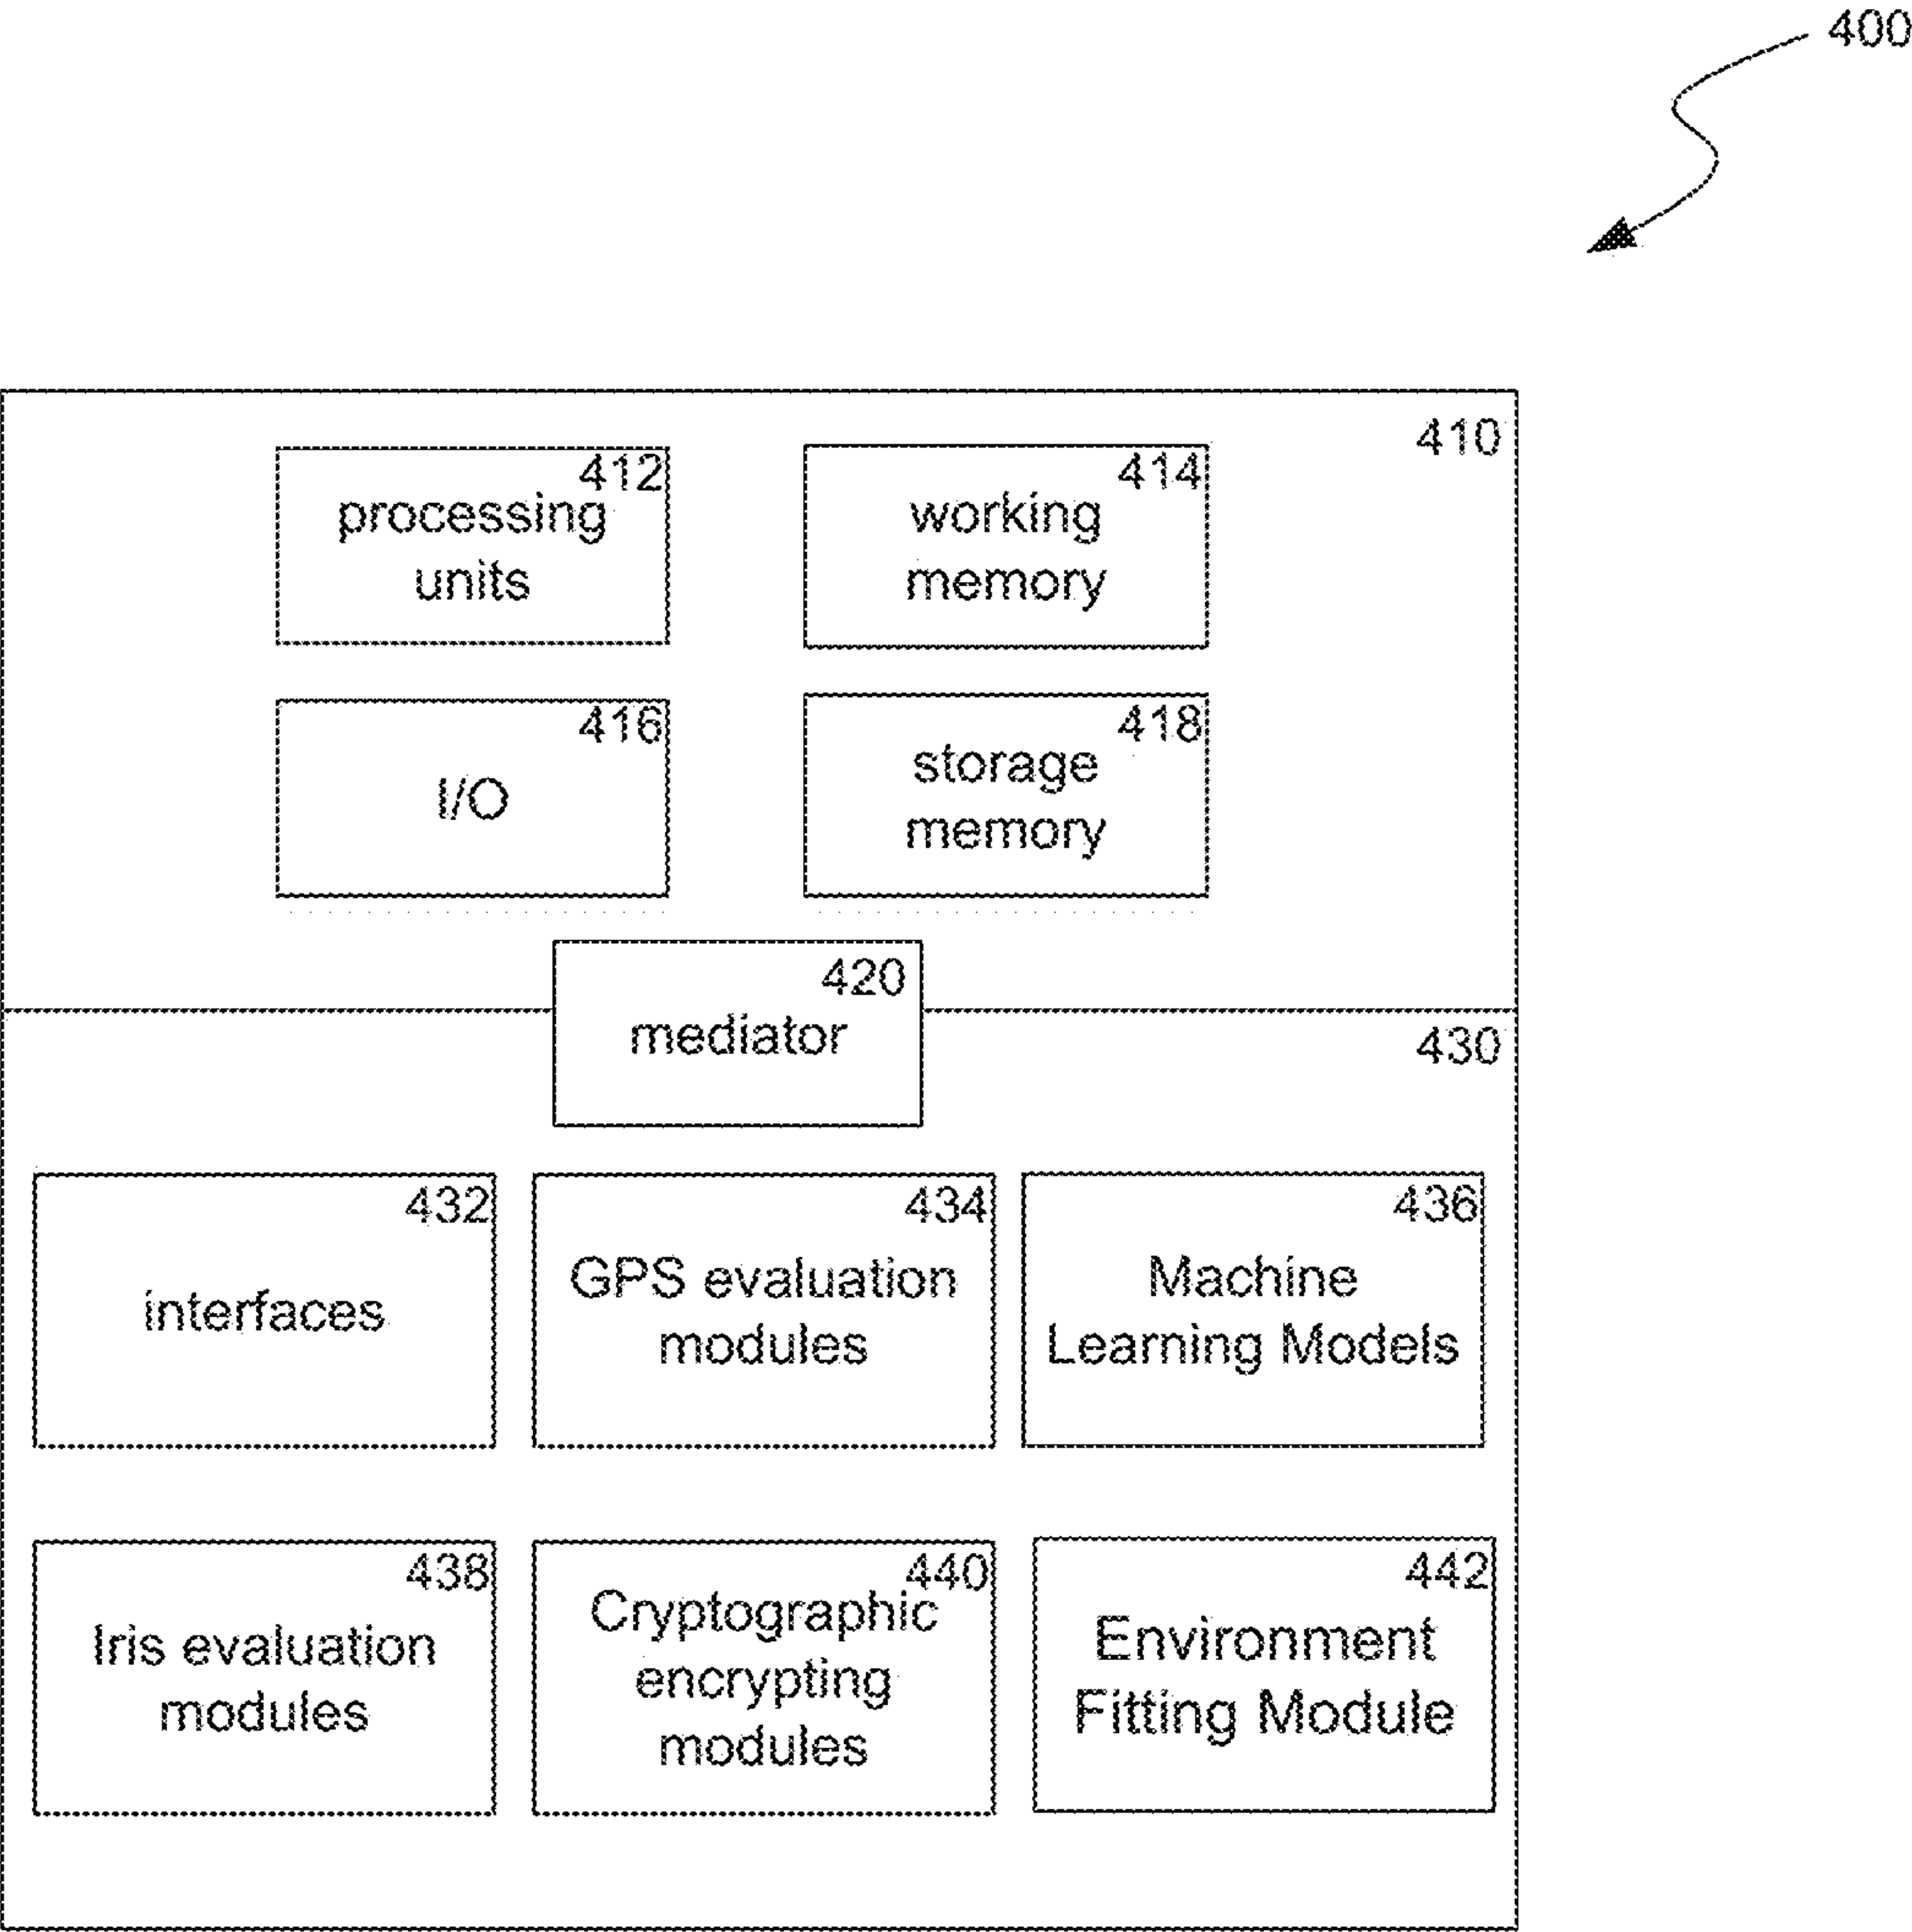 400
410
412
processing
units
414
working
memory
416
I/O
418
storage
memory
420
mediator
430
432
interfaces
434
GPS evaluation
modules
436
Machine
Learning Models
438
Iris evaluation
modules
440
Cryptographic
encrypting
modules
442
Environment
Fitting Module